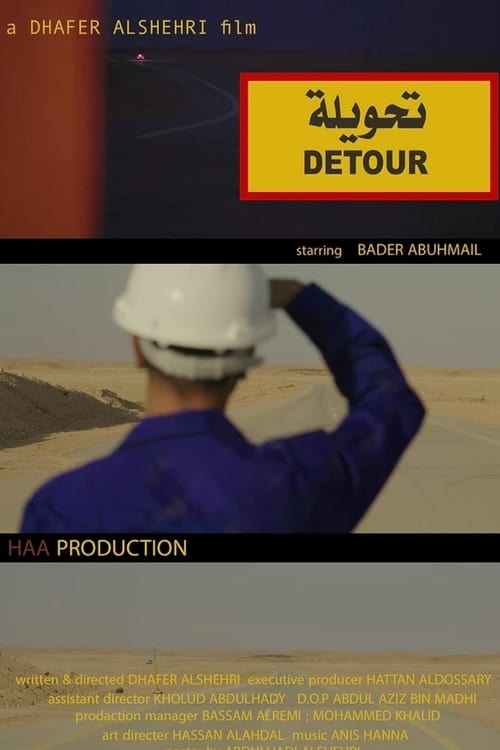 a DHAFER ALSHEHRI film
تحويلة
DETOUR
starring BADER ABUHMAIL
HAA PRODUCTION
written & directed DHAFER ALSHEHRI executive producer HATTAN ALDOSSARY
assistant director KHOLUD ABDULHADY D.O.P ABDUL AZIZ BIN MADHI
prodaction manager BASSAM ALREMI ; MOHAMMED KHALID
art directer HASSAN ALAHDAL music ANIS HANNA